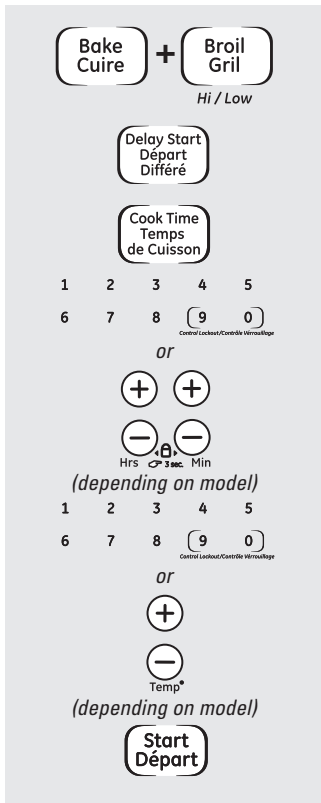 Bake + Broil
Cuire Gril
Hi / Low
Delay Start
Départ
Différé
Cook Time
Temps
de Cuisson
1 2 3 4 5
6 7 8 9 0
Control Lockout/Contrôle Vérrouillage
or
+ +
− −
Hrs 3 sec. Min
(depending on model)
1 2 3 4 5
6 7 8 9 0
Control Lockout/Contrôle Vérrouillage
or
+
−
Temp°
(depending on model)
Start
Départ